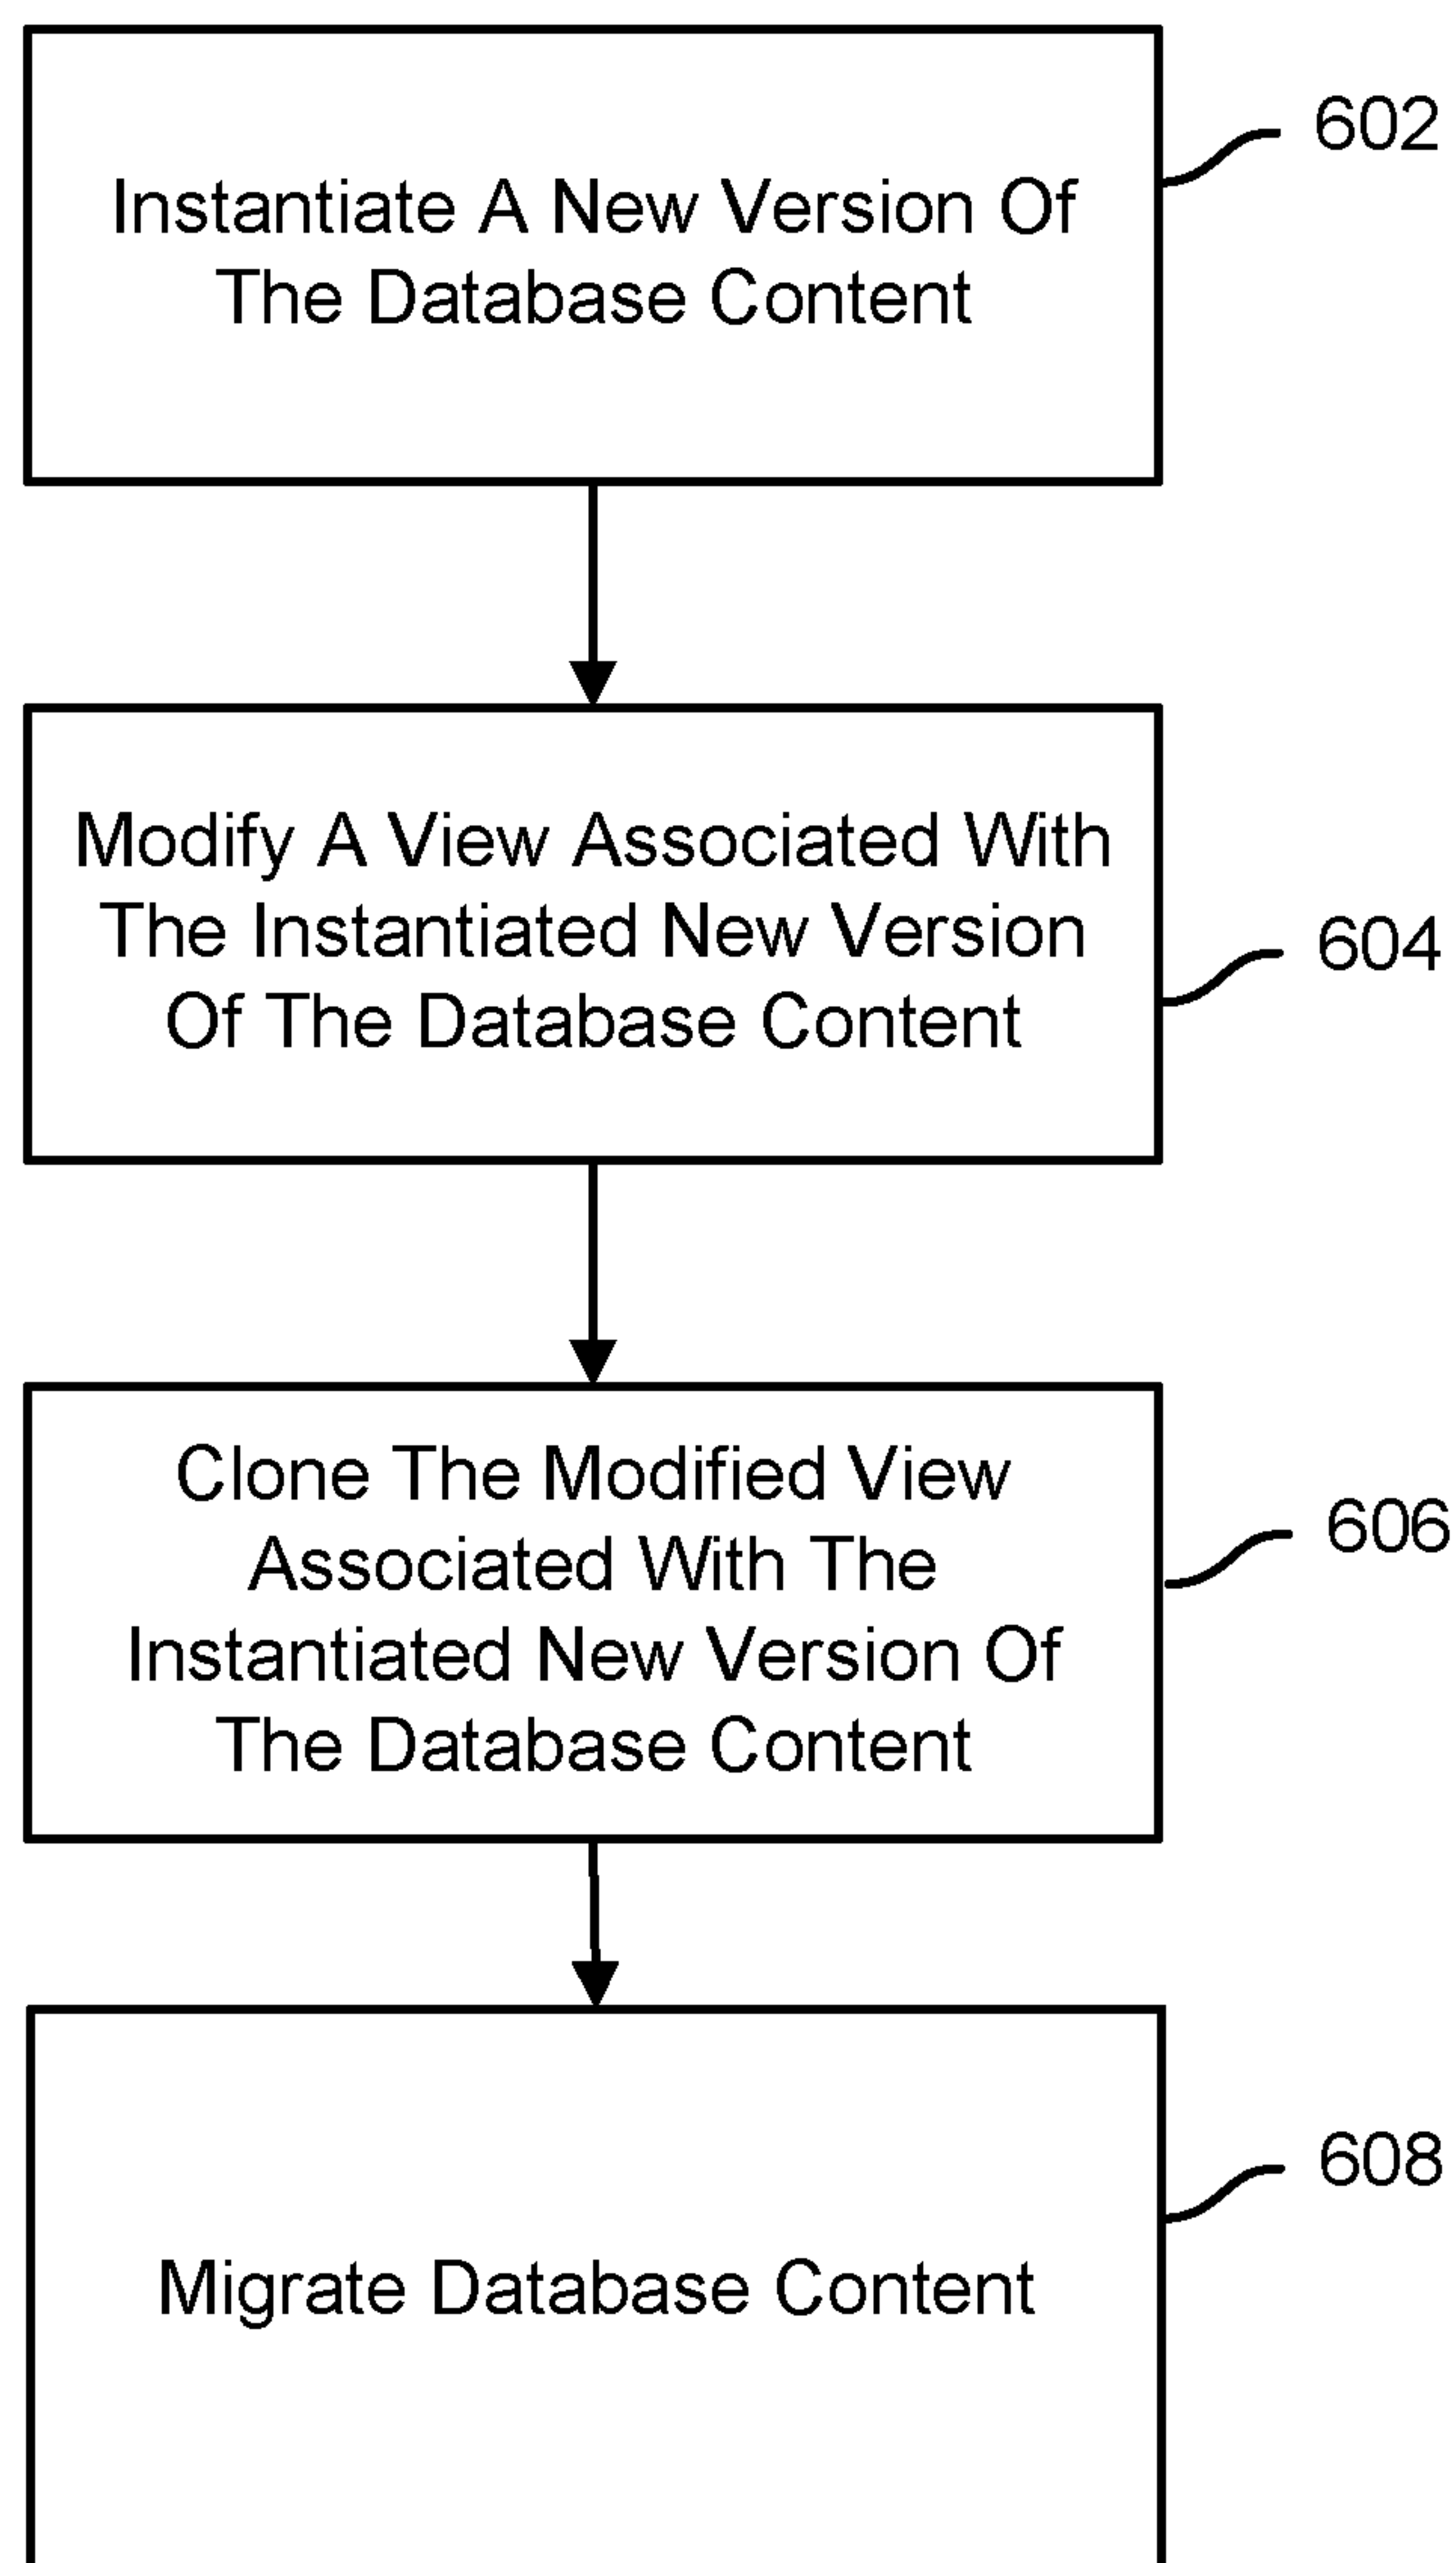 Instantiate A New Version Of
The Database Content
602
Modify A View Associated With
The Instantiated New Version
Of The Database Content
604
Clone The Modified View
Associated With The
Instantiated New Version Of
The Database Content
606
Migrate Database Content
608